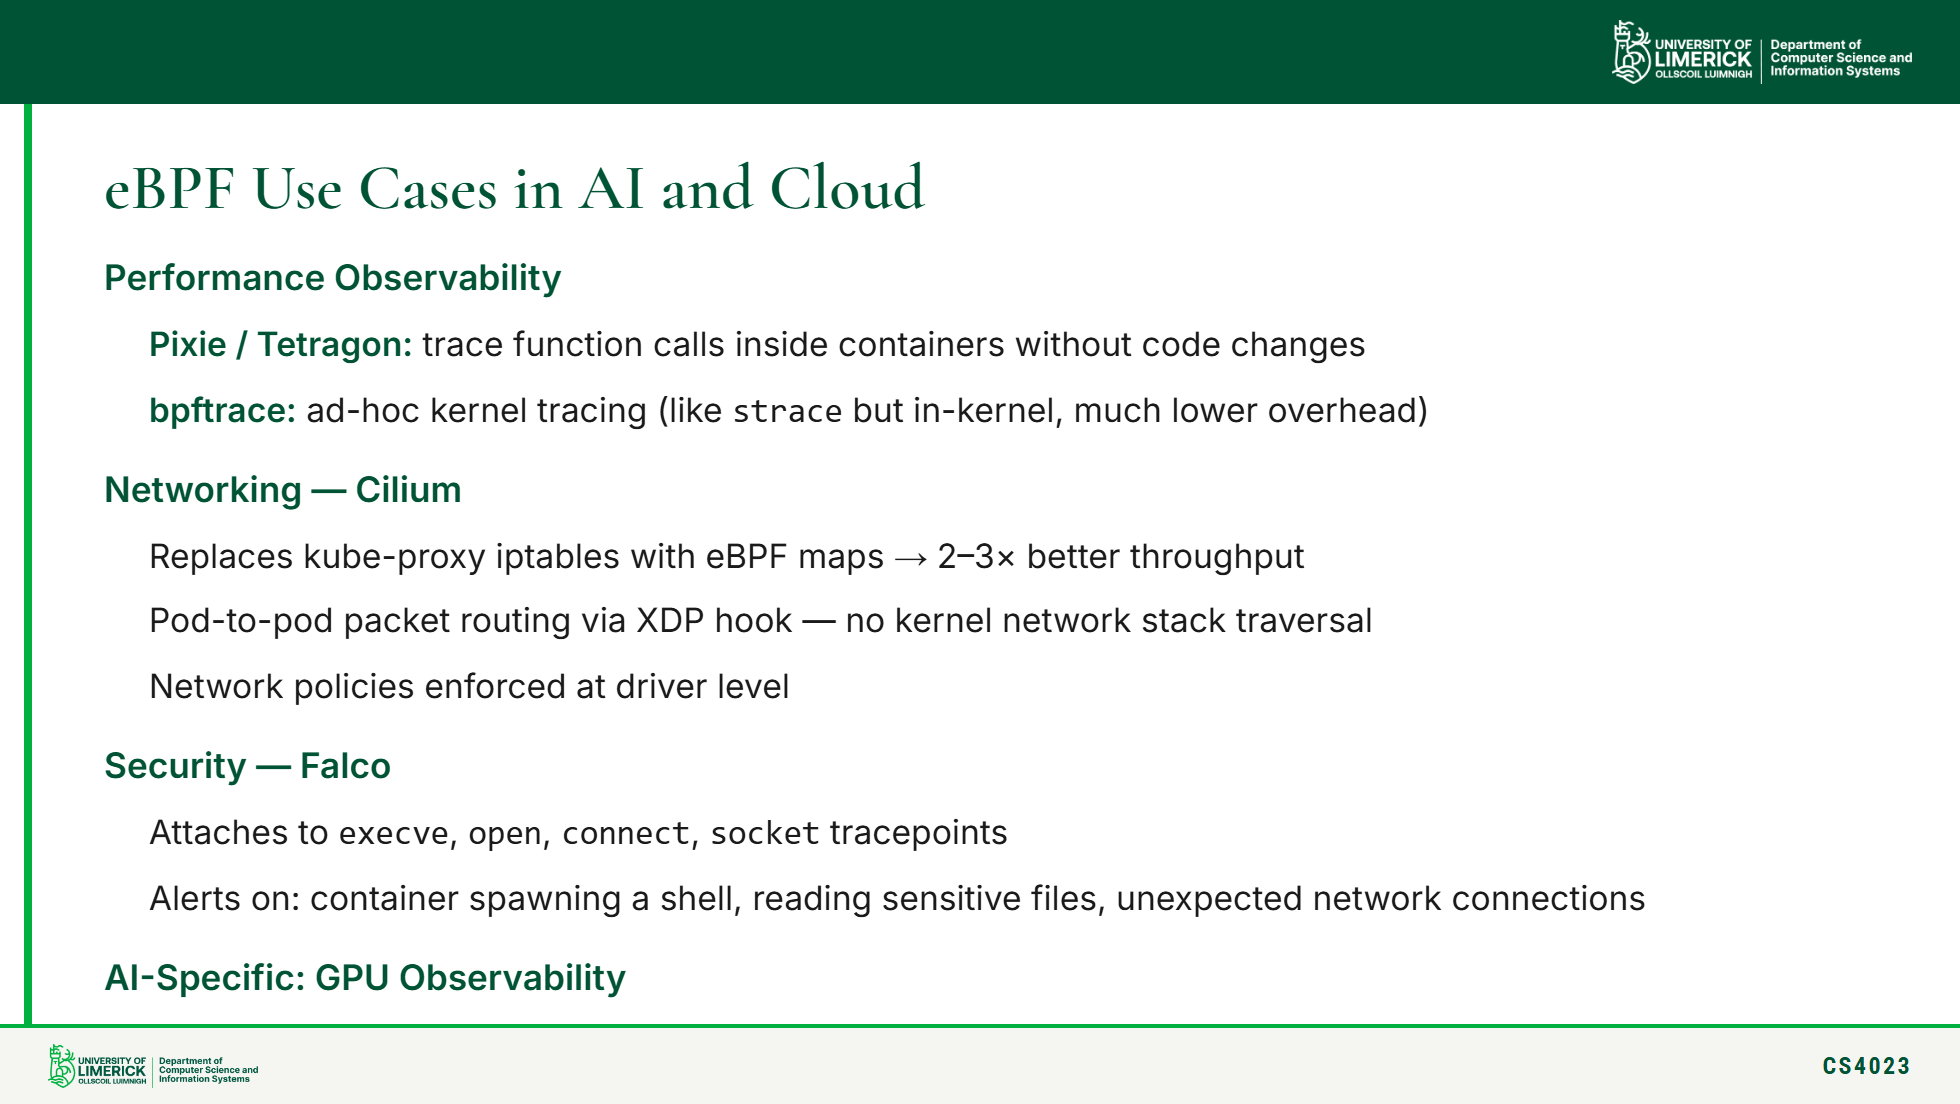 UNIVERSITY OF
LIMERICK
OLLSCOIL LUIMNIGH
Department of
Computer Science and
Information Systems
eBPF Use Cases in AI and Cloud
Performance Observability
Pixie / Tetragon: trace function calls inside containers without code changes
bpftrace: ad-hoc kernel tracing (like strace but in-kernel, much lower overhead)
Networking — Cilium
Replaces kube-proxy iptables with eBPF maps → 2–3× better throughput
Pod-to-pod packet routing via XDP hook — no kernel network stack traversal
Network policies enforced at driver level
Security — Falco
Attaches to execve, open, connect, socket tracepoints
Alerts on: container spawning a shell, reading sensitive files, unexpected network connections
AI-Specific: GPU Observability
UNIVERSITY OF
LIMERICK
OLLSCOIL LUIMNIGH
Department of
Computer Science and
Information Systems
CS4023